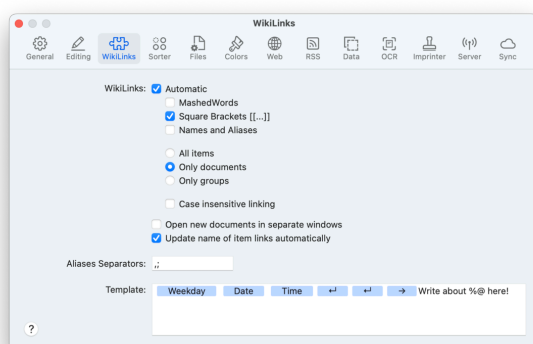 WikiLinks
General Editing WikiLinks Sorter Files Colors Web RSS Data OCR Imprinter Server Sync
WikiLinks: Automatic
MashedWords
Square Brackets [[...]]
Names and Aliases
All items
Only documents
Only groups
Case insensitive linking
Open new documents in separate windows
Update name of item links automatically
Aliases Separators: ,;
Template: Weekday Date Time ↵ ↵ → Write about %@ here!
?